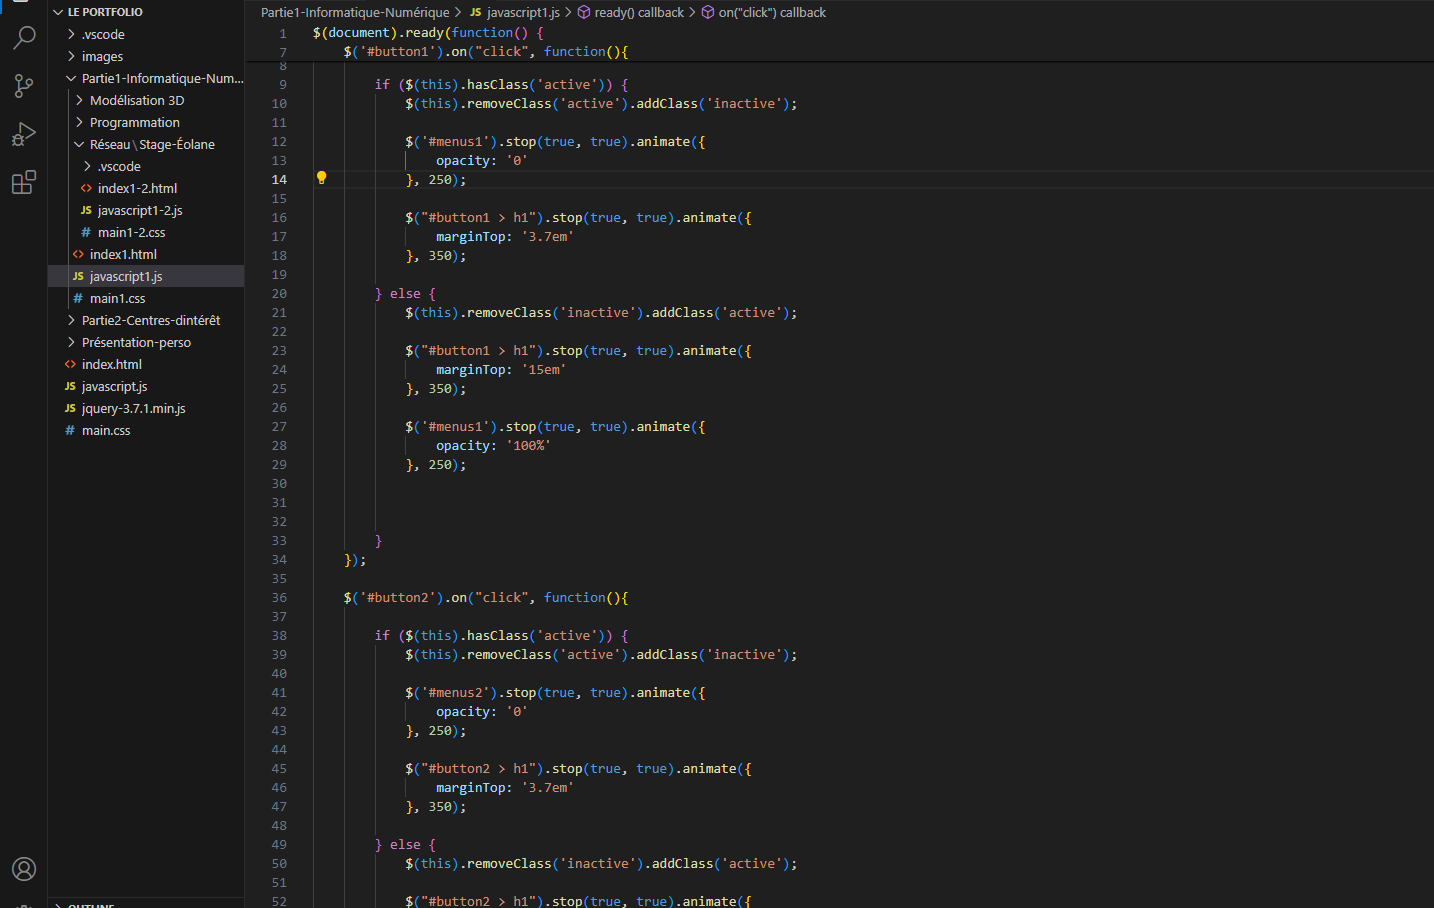 LE PORTFOLIO
.vscode
images
Partie1-Informatique-Num...
Modélisation 3D
Programmation
Réseau \ Stage-Éolane
.vscode
index1-2.html
JS javascript1-2.js
# main1-2.css
index1.html
JS javascript1.js
# main1.css
Partie2-Centres-dintérêt
Présentation-perso
index.html
JS javascript.js
JS jquery-3.7.1.min.js
# main.css
OUTLINE
Partie1-Informatique-Numérique > JS javascript1.js > ready() callback > on("click") callback
1 $(document).ready(function() {
7 $('#button1').on("click", function(){
8
9 if ($(this).hasClass('active')) {
10 $(this).removeClass('active').addClass('inactive');
11
12 $('#menus1').stop(true, true).animate({
13 opacity: '0'
14 }, 250);
15
16 $("#button1 > h1").stop(true, true).animate({
17 marginTop: '3.7em'
18 }, 350);
19
20 } else {
21 $(this).removeClass('inactive').addClass('active');
22
23 $("#button1 > h1").stop(true, true).animate({
24 marginTop: '15em'
25 }, 350);
26
27 $('#menus1').stop(true, true).animate({
28 opacity: '100%'
29 }, 250);
30
31
32
33 }
34 });
35
36 $('#button2').on("click", function(){
37
38 if ($(this).hasClass('active')) {
39 $(this).removeClass('active').addClass('inactive');
40
41 $('#menus2').stop(true, true).animate({
42 opacity: '0'
43 }, 250);
44
45 $("#button2 > h1").stop(true, true).animate({
46 marginTop: '3.7em'
47 }, 350);
48
49 } else {
50 $(this).removeClass('inactive').addClass('active');
51
52 $("#button2 > h1").stop(true, true).animate({